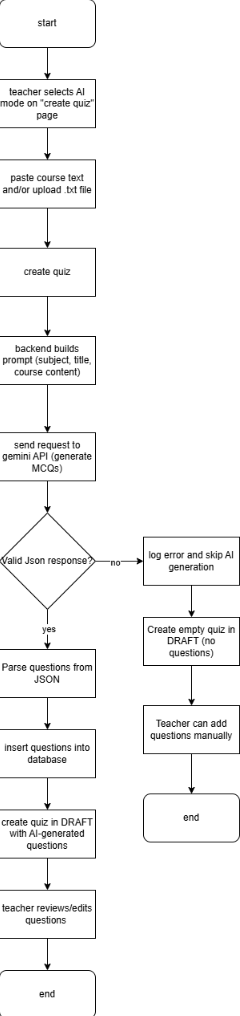 start
teacher selects AI
mode on "create quiz"
page
paste course text
and/or upload .txt file
create quiz
backend builds
prompt (subject, title,
course content)
send request to
gemini API (generate
MCQs)
Valid Json response?
no
log error and skip AI
generation
Create empty quiz in
DRAFT (no
questions)
Teacher can add
questions manually
end
yes
Parse questions from
JSON
insert questions into
database
create quiz in DRAFT
with AI-generated
questions
teacher reviews/edits
questions
end